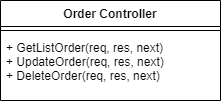 Order Controller
+ GetListOrder(req, res, next)
+ UpdateOrder(req, res, next)
+ DeleteOrder(req, res, next)